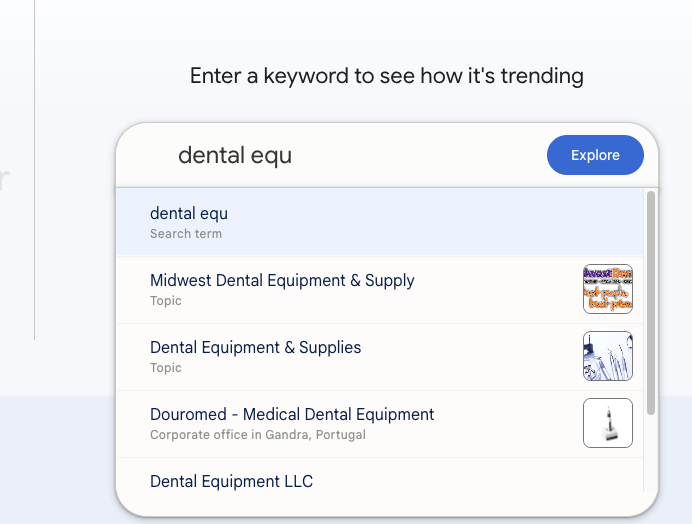 Enter a keyword to see how it's trending
dental equ
Explore
dental equ
Search term
Midwest Dental Equipment & Supply
Topic
Dental Equipment & Supplies
Topic
Douromed - Medical Dental Equipment
Corporate office in Gandra, Portugal
Dental Equipment LLC